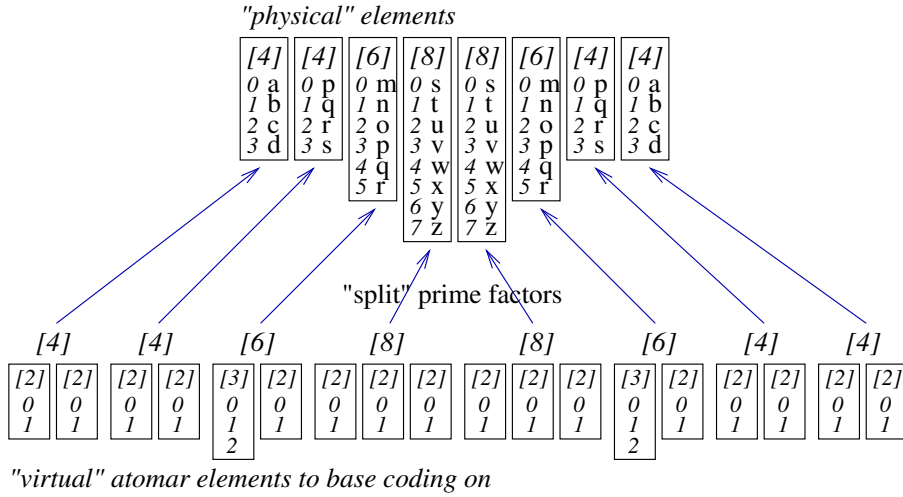 "physical" elements
[4] [4] [6] [8] [8] [6] [4] [4]
0 a 0 p 0 m 0 s 0 s 0 m 0 p 0 a
1 b 1 q 1 n 1 t 1 t 1 n 1 q 1 b
2 c 2 r 2 o 2 u 2 u 2 o 2 r 2 c
3 d 3 s 3 p 3 v 3 v 3 p 3 s 3 d
4 q 4 w 4 w 4 q
5 r 5 x 5 x 5 r
6 y 6 y
7 z 7 z
"split" prime factors
[4] [4] [6] [8] [8] [6] [4] [4]
[2] [2] [2] [2] [3] [2] [2] [2] [2] [2] [2] [2] [3] [2] [2] [2] [2] [2]
0 0 0 0 0 0 0 0 0 0 0 0 0 0 0 0 0 0
1 1 1 1 1 1 1 1 1 1 1 1 1 1 1 1 1 1
2 2
"virtual" atomar elements to base coding on